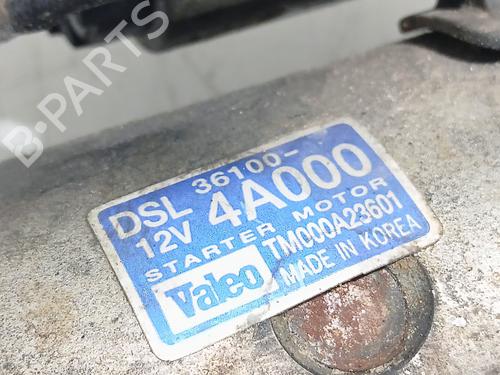 B-PARTS
DSL 36100-
12V 4A000
STARTER MOTOR
Valeo TM000A23601
MADE IN KOREA